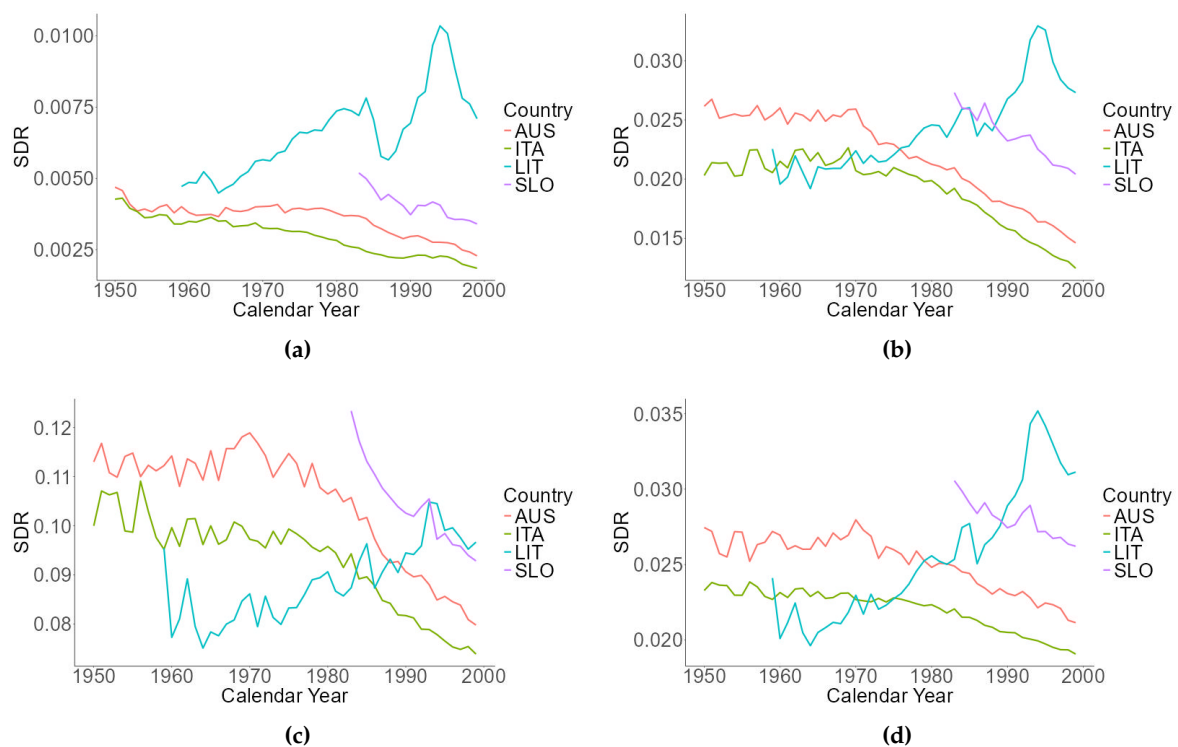 0.0100
0.0075
0.0050
0.0025
SDR
1950 1960 1970 1980 1990 2000
Calendar Year
Country
AUS
ITA
LIT
SLO
(a)
0.030
0.025
0.020
0.015
SDR
1950 1960 1970 1980 1990 2000
Calendar Year
Country
AUS
ITA
LIT
SLO
(b)
0.12
0.11
0.10
0.09
0.08
SDR
1950 1960 1970 1980 1990 2000
Calendar Year
Country
AUS
ITA
LIT
SLO
(c)
0.035
0.030
0.025
0.020
SDR
1950 1960 1970 1980 1990 2000
Calendar Year
Country
AUS
ITA
LIT
SLO
(d)